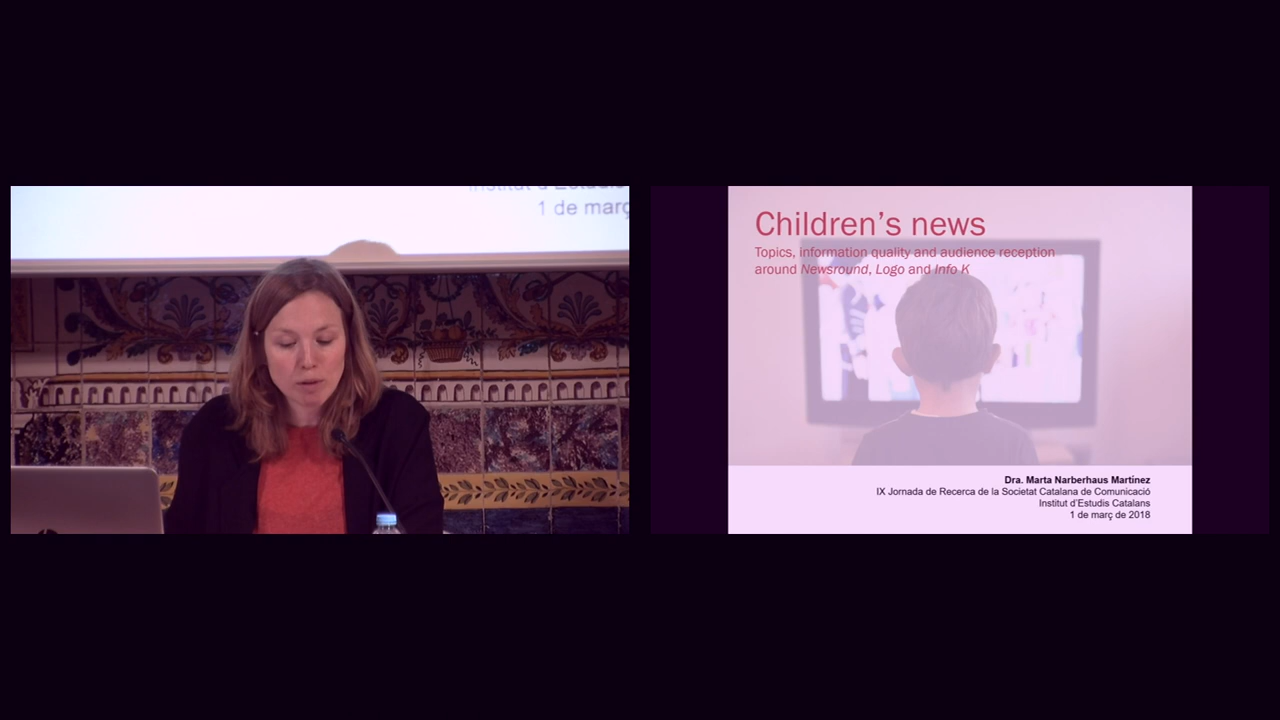 Institut d'Estudis
1 de març
Children's news
Topics, information quality and audience reception
around Newsround, Logo and Info K
Dra. Marta Narberhaus Martínez
IX Jornada de Recerca de la Societat Catalana de Comunicació
Institut d'Estudis Catalans
1 de març de 2018